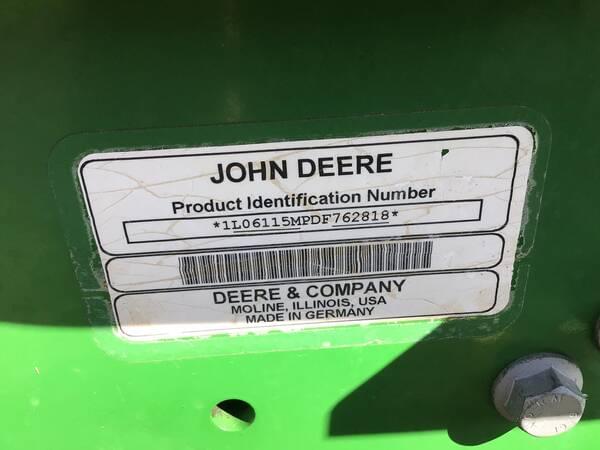 JOHN DEERE
Product Identification Number
*1L06115MPDF762818*
DEERE & COMPANY
MOLINE, ILLINOIS, USA
MADE IN GERMANY